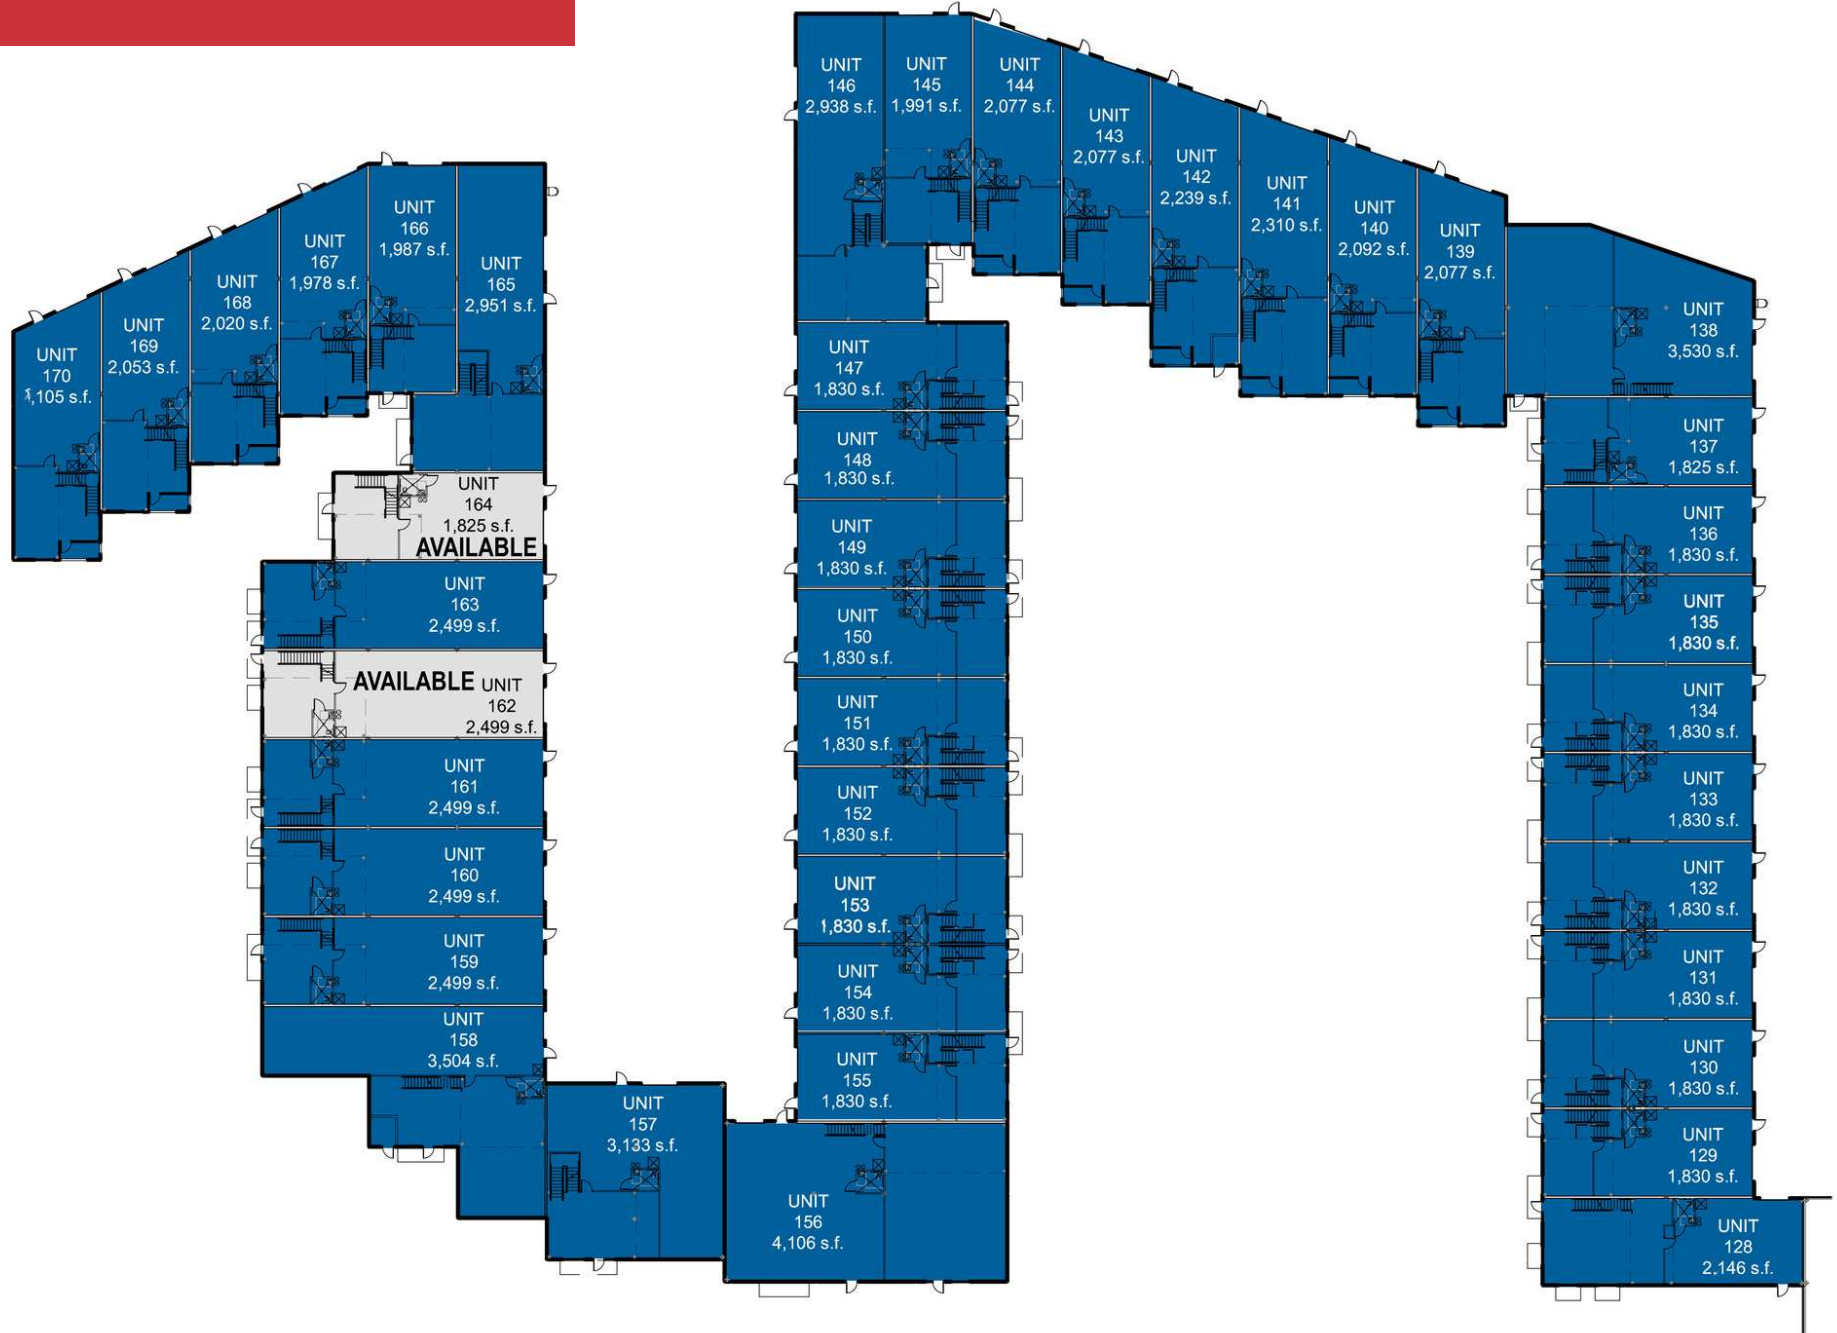 UNIT
146
2,938 s.f.
UNIT
145
1,991 s.f.
UNIT
144
2,077 s.f.
UNIT
143
2,077 s.f.
UNIT
142
2,239 s.f.
UNIT
141
2,310 s.f.
UNIT
140
2,092 s.f.
UNIT
139
2,077 s.f.
UNIT
138
3,530 s.f.
UNIT
170
1,105 s.f.
UNIT
169
2,053 s.f.
UNIT
168
2,020 s.f.
UNIT
167
1,978 s.f.
UNIT
166
1,987 s.f.
UNIT
165
2,951 s.f.
UNIT
164
1,825 s.f.
AVAILABLE
UNIT
163
2,499 s.f.
AVAILABLE
UNIT
162
2,499 s.f.
UNIT
161
2,499 s.f.
UNIT
160
2,499 s.f.
UNIT
159
2,499 s.f.
UNIT
158
3,504 s.f.
UNIT
157
3,133 s.f.
UNIT
156
4,106 s.f.
UNIT
147
1,830 s.f.
UNIT
148
1,830 s.f.
UNIT
149
1,830 s.f.
UNIT
150
1,830 s.f.
UNIT
151
1,830 s.f.
UNIT
152
1,830 s.f.
UNIT
153
1,830 s.f.
UNIT
154
1,830 s.f.
UNIT
155
1,830 s.f.
UNIT
137
1,825 s.f.
UNIT
136
1,830 s.f.
UNIT
135
1,830 s.f.
UNIT
134
1,830 s.f.
UNIT
133
1,830 s.f.
UNIT
132
1,830 s.f.
UNIT
131
1,830 s.f.
UNIT
130
1,830 s.f.
UNIT
129
1,830 s.f.
UNIT
128
2,146 s.f.